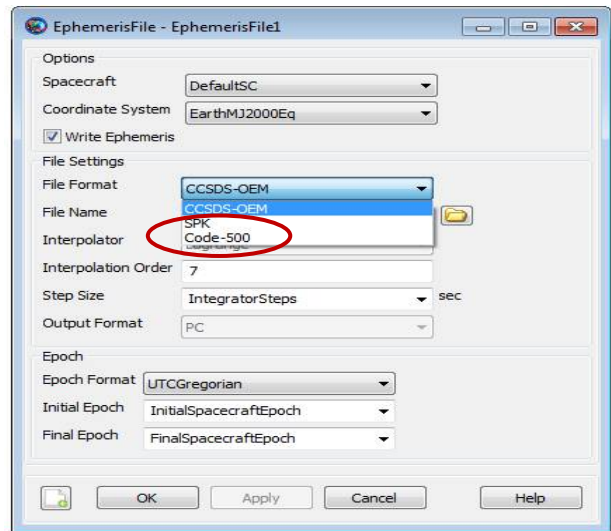 EphemerisFile - EphemerisFile1
Options
Spacecraft DefaultSC
Coordinate System EarthMJ2000Eq
Write Ephemeris
File Settings
File Format CCSDS-OEM
CCSDS-OEM
File Name SPK
Code-500
Interpolator Lagrange
Interpolation Order 7
Step Size IntegratorSteps sec
Output Format PC
Epoch
Epoch Format UTCGregorian
Initial Epoch InitialSpacecraftEpoch
Final Epoch FinalSpacecraftEpoch
OK Apply Cancel Help